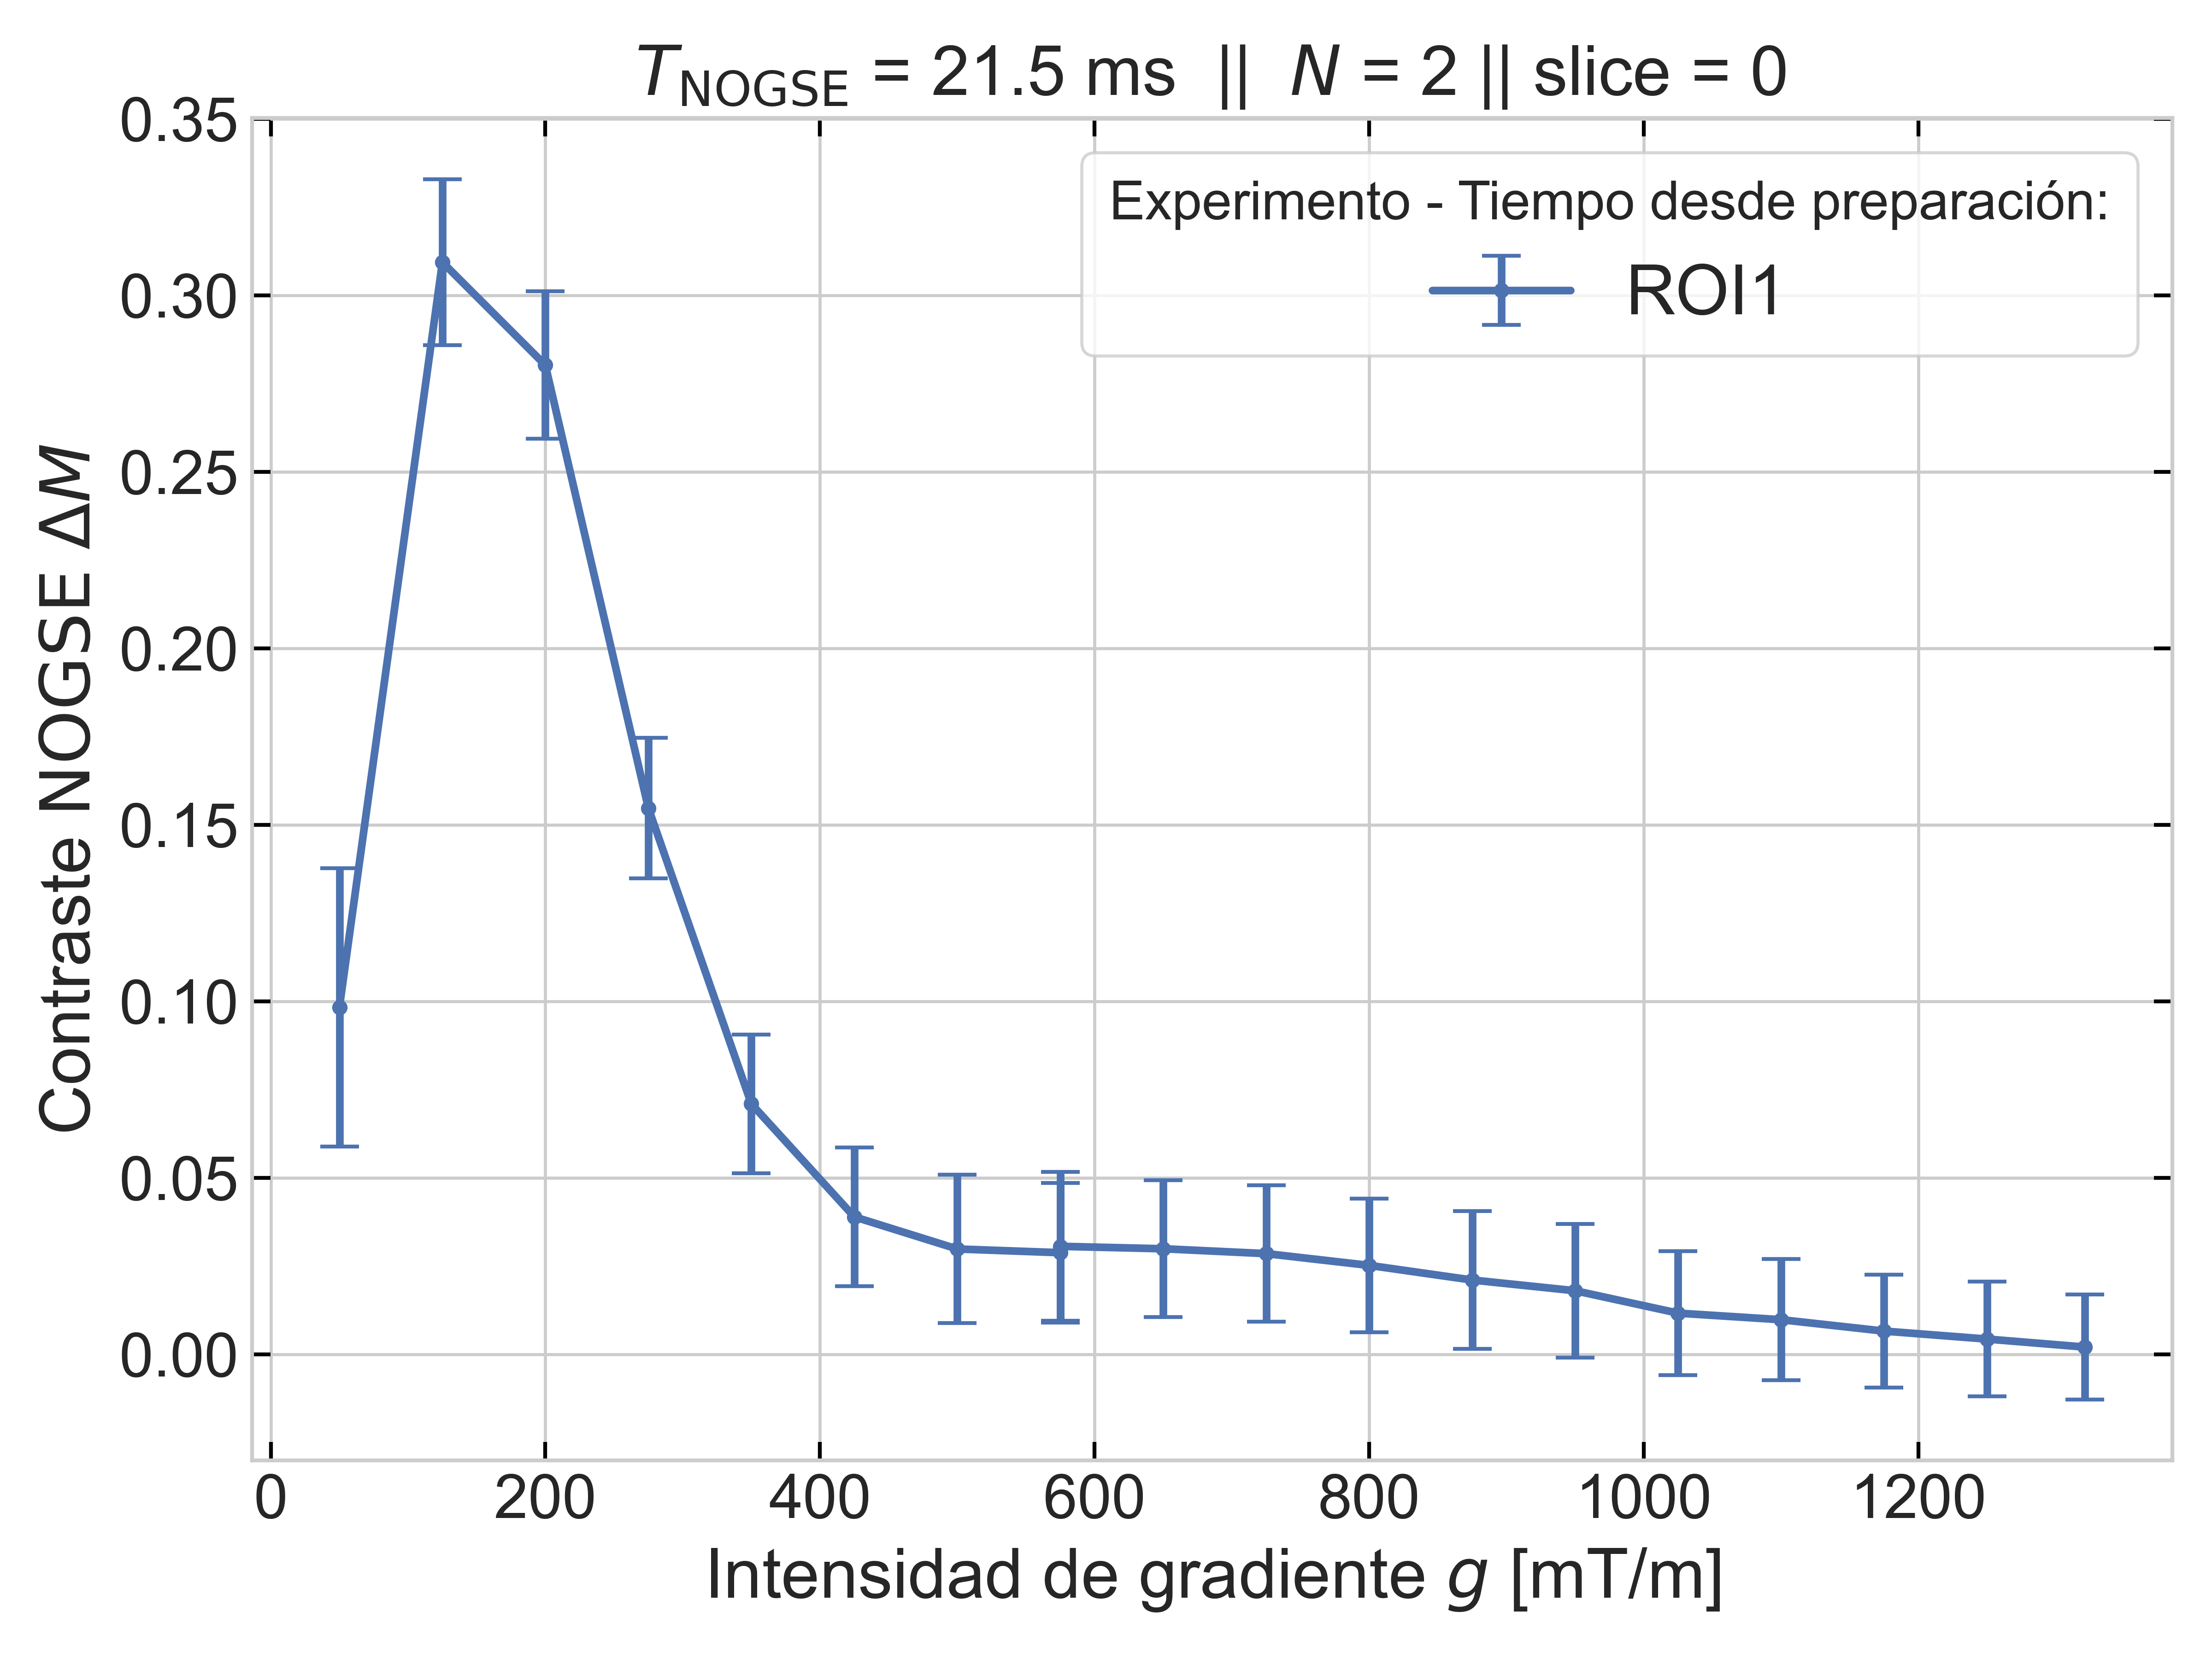 T_NOGSE = 21.5 ms || N = 2 || slice = 0
Experimento - Tiempo desde preparación:
ROI1
Contraste NOGSE ΔM
0.35
0.30
0.25
0.20
0.15
0.10
0.05
0.00
0 200 400 600 800 1000 1200
Intensidad de gradiente g [mT/m]